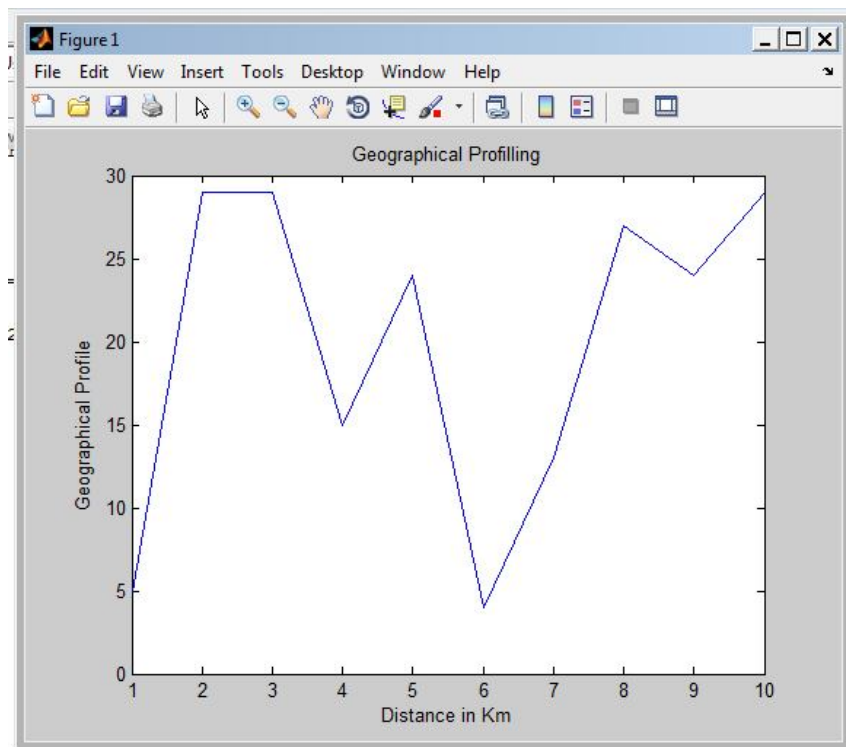 Figure 1
File Edit View Insert Tools Desktop Window Help
Geographical Profilling
Geographical Profile
30
25
20
15
10
5
0
1 2 3 4 5 6 7 8 9 10
Distance in Km